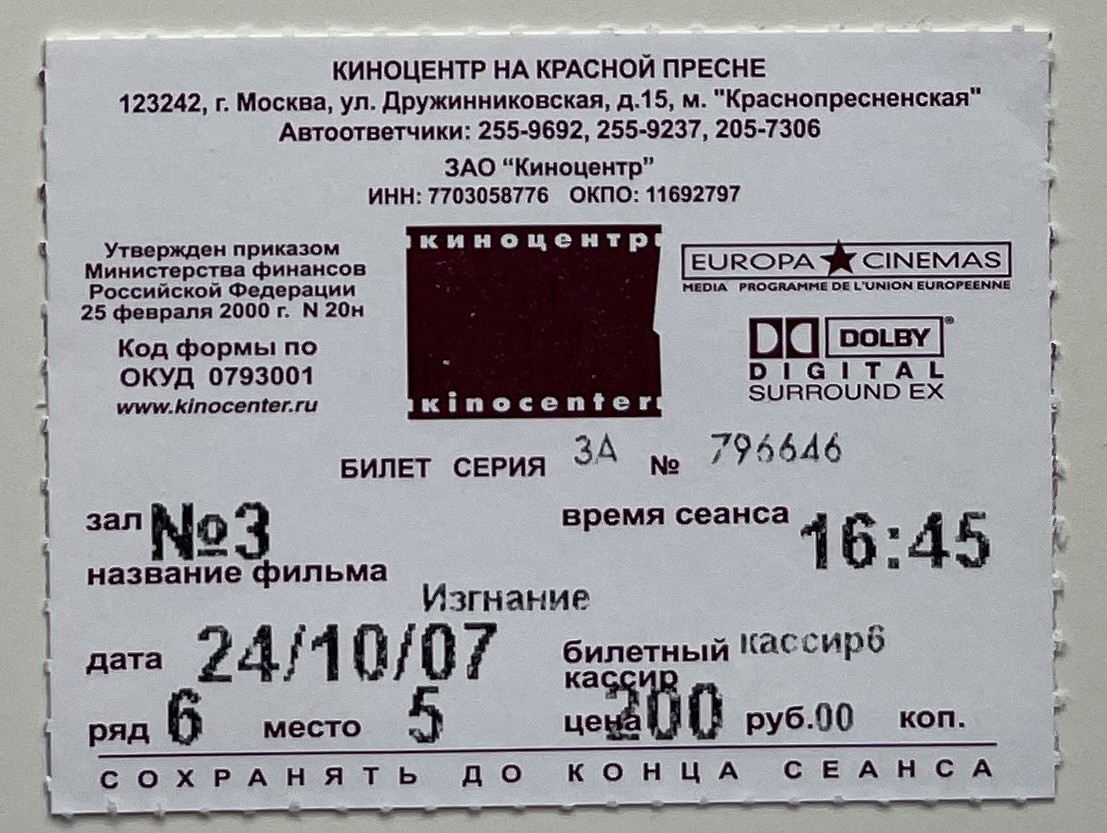 КИНОЦЕНТР НА КРАСНОЙ ПРЕСНЕ
123242, г. Москва, ул. Дружинниковская, д.15, м. "Краснопресненская"
Автоответчики: 255-9692, 255-9237, 205-7306
ЗАО “Киноцентр”
ИНН: 7703058776 ОКПО: 11692797
Утвержден приказом
Министерства финансов
Российской Федерации
25 февраля 2000 г. N 20н
Код формы по
ОКУД 0793001
www.kinocenter.ru
киноцентр
kinocenter
EUROPA ★ CINEMAS
MEDIA PROGRAMME DE L'UNION EUROPEENNE
DOLBY®
DIGITAL
SURROUND EX
БИЛЕТ СЕРИЯ ЗА № 796646
зал №3 время сеанса 16:45
название фильма
Изгнание
дата 24/10/07 билетный кассир6
кассир
ряд 6 место 5 цена 200 руб.00 коп.
СОХРАНЯТЬ ДО КОНЦА СЕАНСА